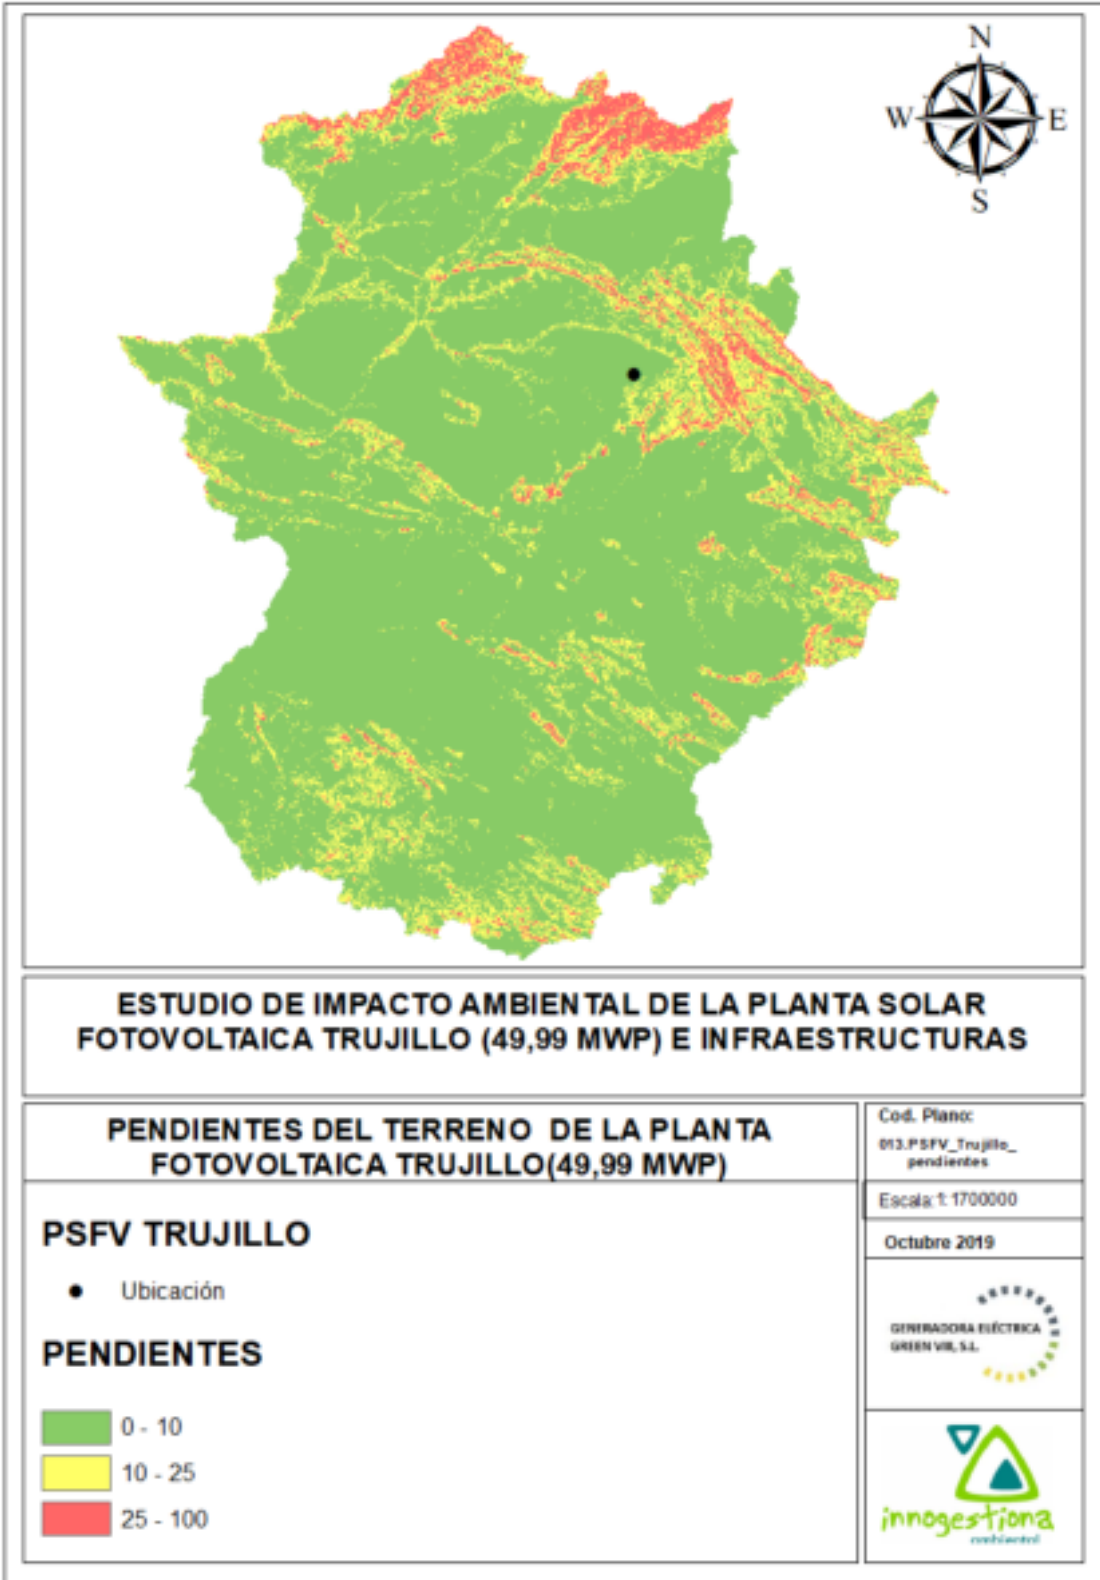 N
W
E
S
ESTUDIO DE IMPACTO AMBIENTAL DE LA PLANTA SOLAR
FOTOVOLTAICA TRUJILLO (49,99 MWP) E INFRAESTRUCTURAS
PENDIENTES DEL TERRENO DE LA PLANTA
FOTOVOLTAICA TRUJILLO(49,99 MWP)
Cod. Plano:
013.PSFV_Trujillo_
pendientes
Escala:1: 1700000
Octubre 2019
PSFV TRUJILLO
Ubicación
PENDIENTES
0 - 10
10 - 25
25 - 100
GENERADORA ELÉCTRICA
GREEN VIR, S.L.
innogestiona
ambiental